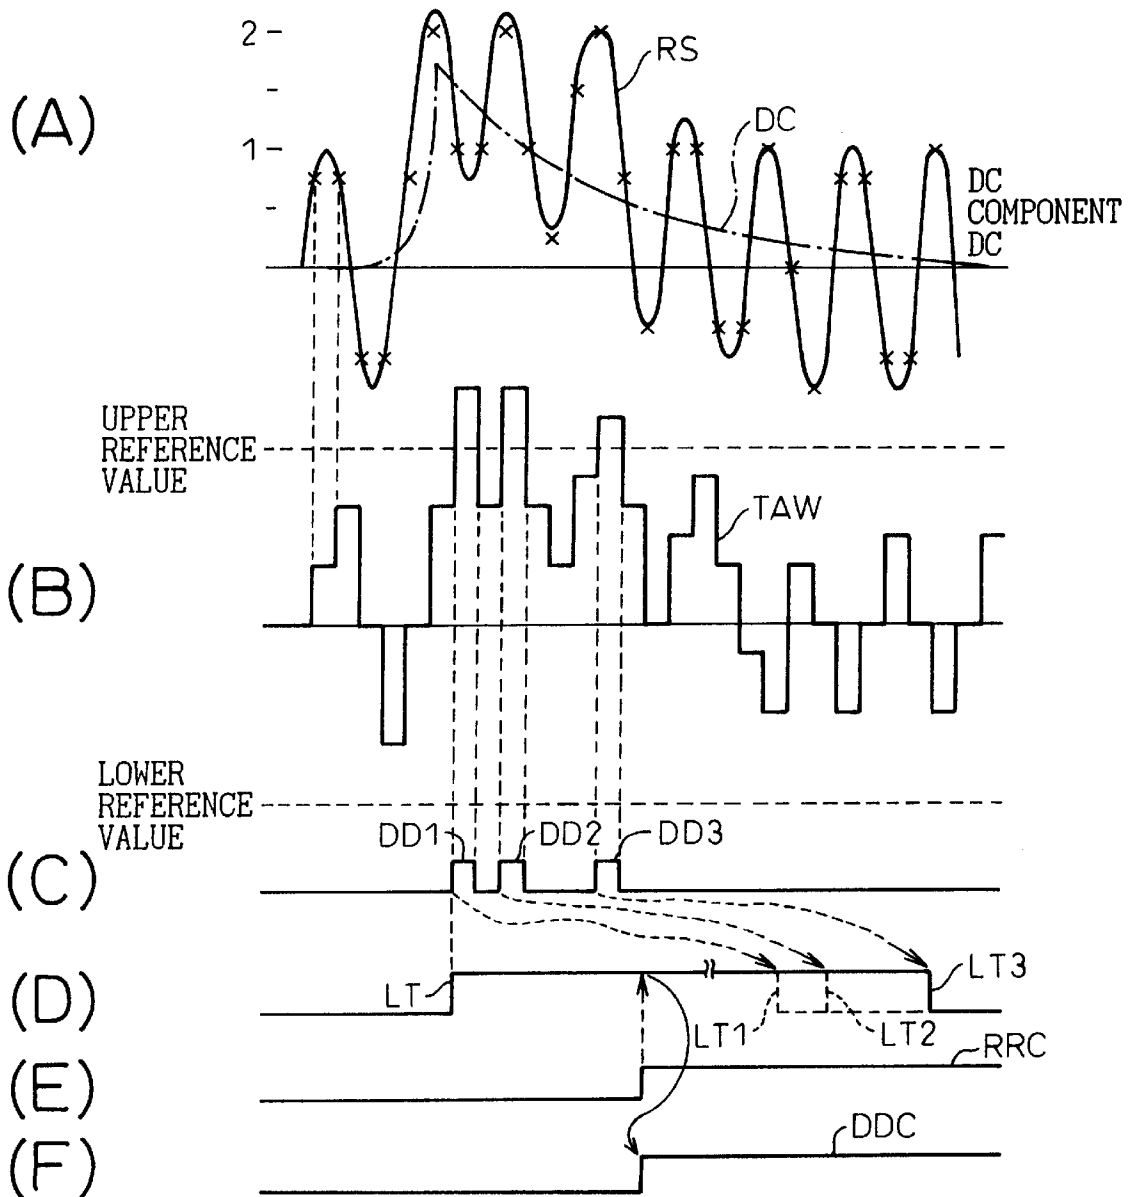 2
RS
(A)
DC
1
DC
COMPONENT
DC
UPPER
REFERENCE
VALUE
TAW
(B)
LOWER
REFERENCE
VALUE
DD1
DD2
DD3
(C)
LT
LT3
(D)
LT1
LT2
RRC
(E)
DDC
(F)